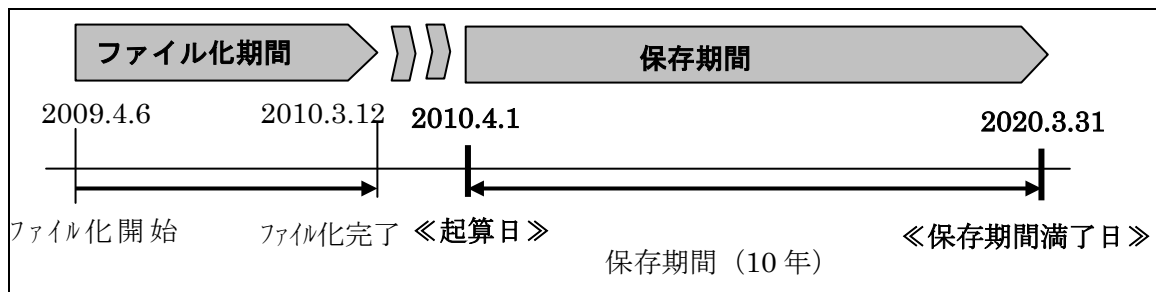 ファイル化期間
保存期間
2009.4.6
2010.3.12
2010.4.1
2020.3.31
ﾌｧｲﾙ化開始
ﾌｧｲﾙ化完了
≪起算日≫
≪保存期間満了日≫
保存期間（10 年）